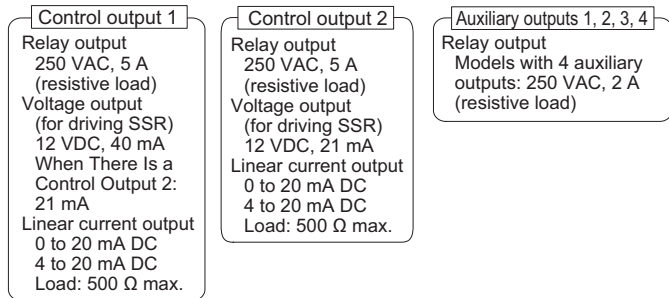 Control output 1
Relay output
250 VAC, 5 A
(resistive load)
Voltage output
(for driving SSR)
12 VDC, 40 mA
When There Is a
Control Output 2:
21 mA
Linear current output
0 to 20 mA DC
4 to 20 mA DC
Load: 500 Ω max.
Control output 2
Relay output
250 VAC, 5 A
(resistive load)
Voltage output
(for driving SSR)
12 VDC, 21 mA
Linear current output
0 to 20 mA DC
4 to 20 mA DC
Load: 500 Ω max.
Auxiliary outputs 1, 2, 3, 4
Relay output
Models with 4 auxiliary
outputs: 250 VAC, 2 A
(resistive load)